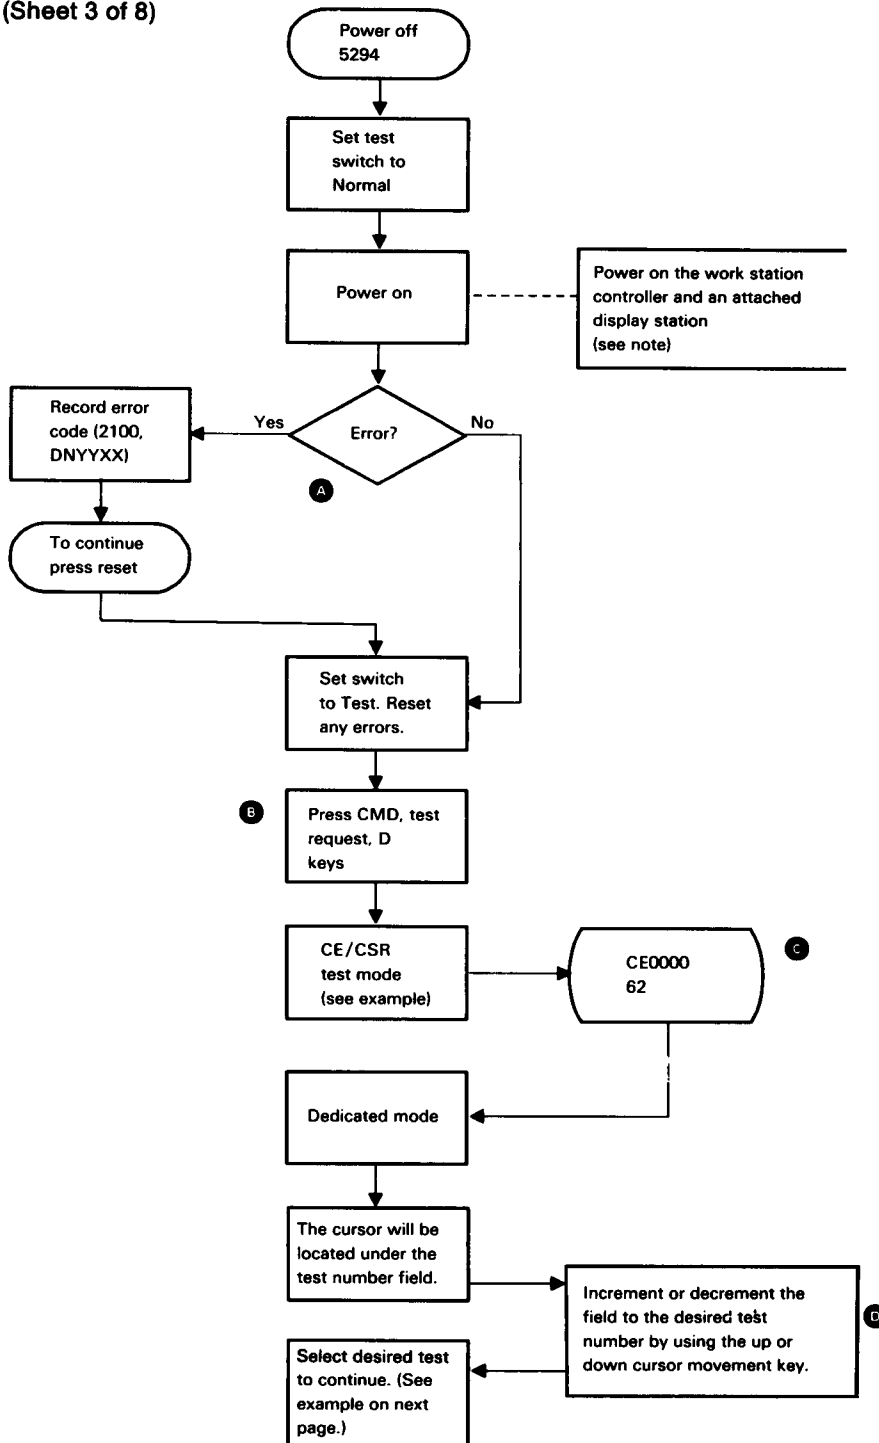 (Sheet 3 of 8)
Power off
5294
Set test
switch to
Normal
Power on
Power on the work station
controller and an attached
display station
(see note)
Record error
code (2100,
DNYYXX)
Yes
Error?
No
A
To continue
press reset
Set switch
to Test. Reset
any errors.
B
Press CMD, test
request, D
keys
CE/CSR
test mode
(see example)
CE0000
62
C
Dedicated mode
The cursor will be
located under the
test number field.
Increment or decrement the
field to the desired test
number by using the up or
down cursor movement key.
D
Select desired test
to continue. (See
example on next
page.)